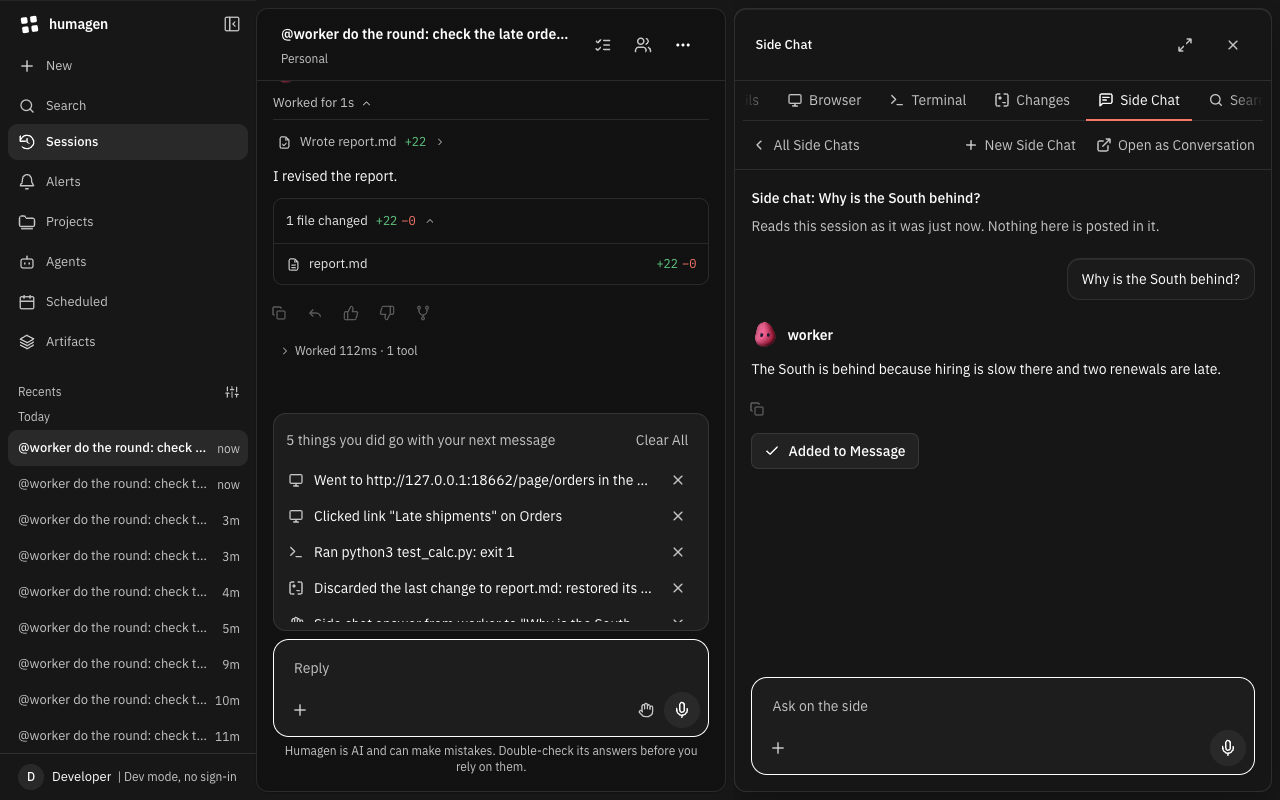 humagen
New
Search
Sessions
Alerts
Projects
Agents
Scheduled
Artifacts
Recents
Today
@worker do the round: check ... now
@worker do the round: check t... now
@worker do the round: check t... 3m
@worker do the round: check t... 3m
@worker do the round: check t... 4m
@worker do the round: check t... 5m
@worker do the round: check t... 9m
@worker do the round: check t... 10m
@worker do the round: check t... 11m
D Developer | Dev mode, no sign-in
@worker do the round: check the late orde...
Personal
Worked for 1s
Wrote report.md +22
I revised the report.
1 file changed +22 −0
report.md +22 −0
Worked 112ms · 1 tool
5 things you did go with your next message Clear All
Went to http://127.0.0.1:18662/page/orders in the ...
Clicked link "Late shipments" on Orders
Ran python3 test_calc.py: exit 1
Discarded the last change to report.md: restored its ...
Side chat answer from worker to "Why is the South...
Reply
Humagen is AI and can make mistakes. Double-check its answers before you
rely on them.
Side Chat
ils Browser Terminal Changes Side Chat Sear
All Side Chats New Side Chat Open as Conversation
Side chat: Why is the South behind?
Reads this session as it was just now. Nothing here is posted in it.
Why is the South behind?
worker
The South is behind because hiring is slow there and two renewals are late.
Added to Message
Ask on the side